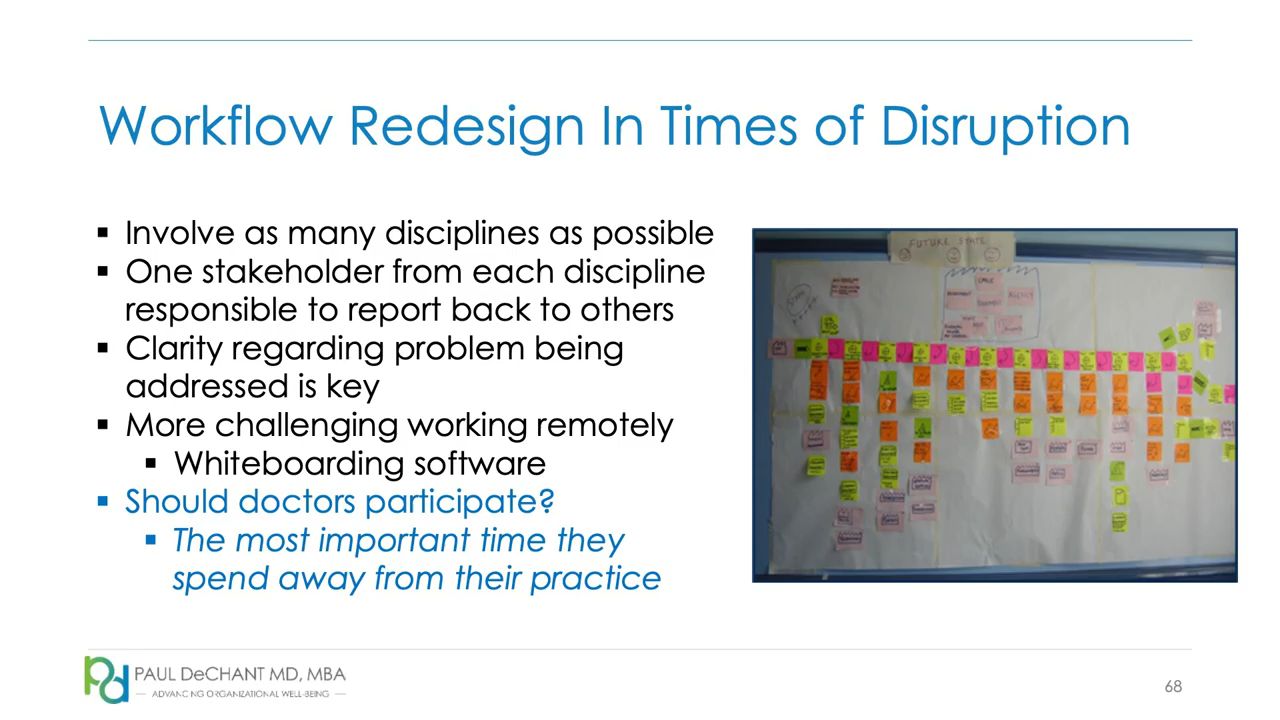 Workflow Redesign In Times of Disruption
▪ Involve as many disciplines as possible
▪ One stakeholder from each discipline
responsible to report back to others
▪ Clarity regarding problem being
addressed is key
▪ More challenging working remotely
▪ Whiteboarding software
▪ Should doctors participate?
▪ The most important time they
spend away from their practice
FUTURE STATE
PAUL DeCHANT MD, MBA
ADVANCING ORGANIZATIONAL WELL-BEING
68